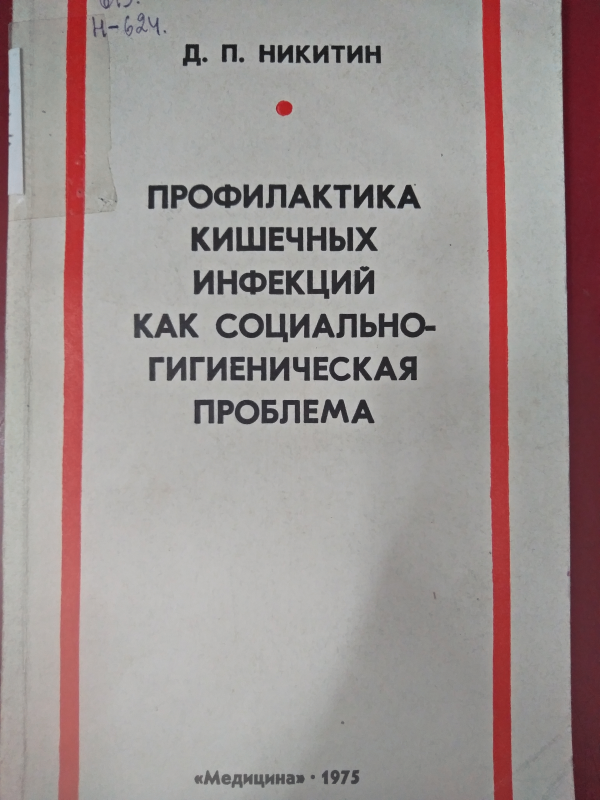 Н-624.
Д. П. НИКИТИН
ПРОФИЛАКТИКА
КИШЕЧНЫХ
ИНФЕКЦИЙ
КАК СОЦИАЛЬНО-
ГИГИЕНИЧЕСКАЯ
ПРОБЛЕМА
«Медицина» · 1975